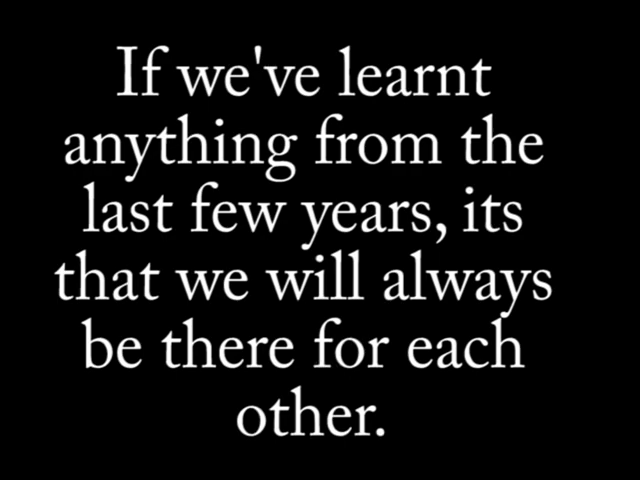 If we've learnt
anything from the
last few years, its
that we will always
be there for each
other.